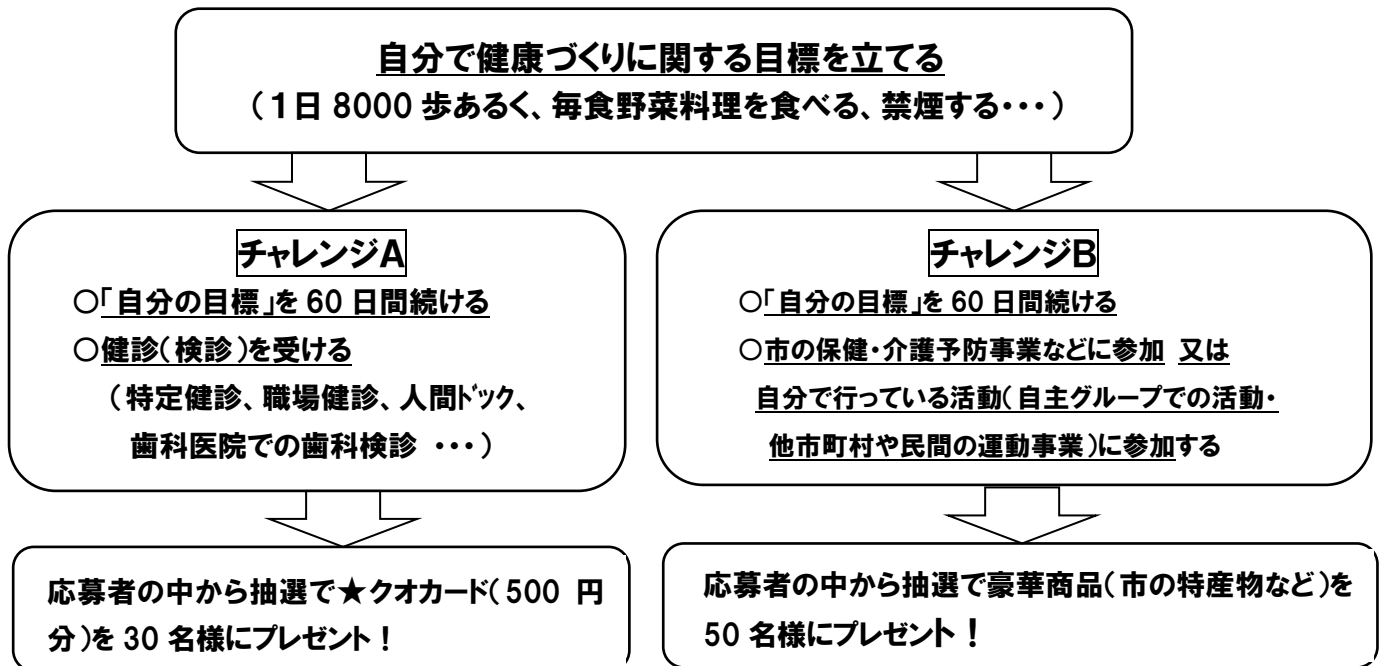 自分で健康づくりに関する目標を立てる
（１日 8000 歩あるく、毎食野菜料理を食べる、禁煙する・・・）
チャレンジA
○「自分の目標」を 60 日間続ける
○健診（検診）を受ける
（特定健診、職場健診、人間ﾄﾞｯｸ、
歯科医院での歯科検診 ・・・）
応募者の中から抽選で★クオカード（500 円
分）を 30 名様にプレゼント！
チャレンジB
○「自分の目標」を 60 日間続ける
○市の保健・介護予防事業などに参加 又は
自分で行っている活動（自主グループでの活動・
他市町村や民間の運動事業）に参加する
応募者の中から抽選で豪華商品（市の特産物など）を
50 名様にプレゼント！